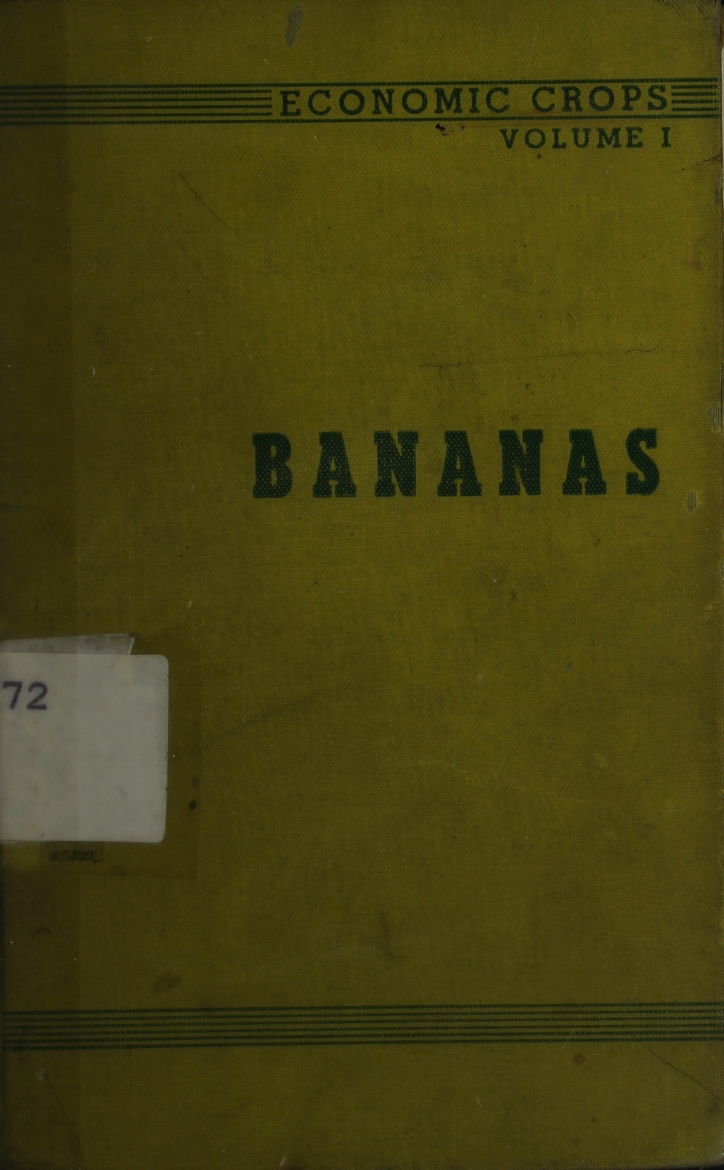 ECONOMIC CROPS
VOLUME I
BANANAS
72